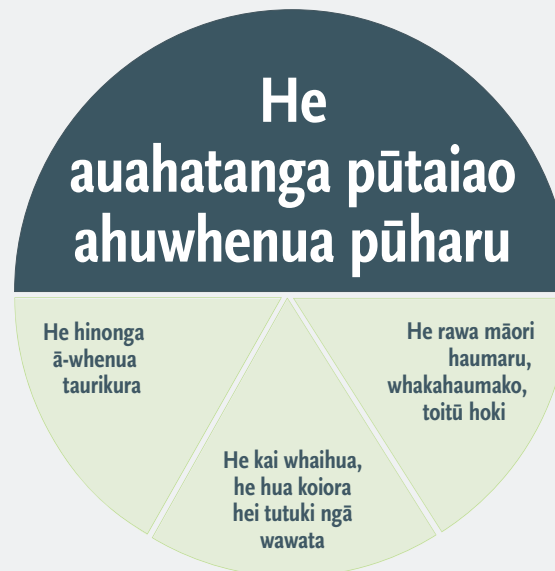 He
auahatanga pūtaiao
ahuwhenua pūharu
He hinonga
ā-whenua
taurikura
He kai whaihua,
he hua koiora
hei tutuki ngā
wawata
He rawa māori
haumaru,
whakahaumako,
toitū hoki